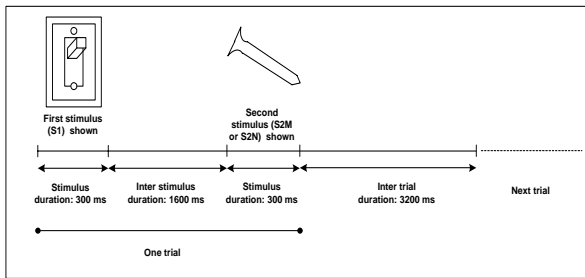 First stimulus
(S1) shown
Second
stimulus (S2M
or S2N) shown
Stimulus
duration: 300 ms
Inter stimulus
duration: 1600 ms
Stimulus
duration: 300 ms
Inter trial
duration: 3200 ms
Next trial
One trial